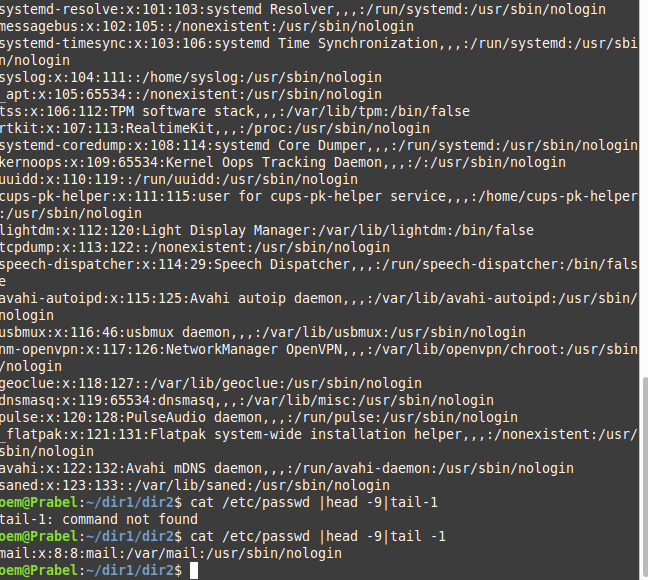 systemd-resolve:x:101:103:systemd Resolver,,,:/run/systemd:/usr/sbin/nologin
messagebus:x:102:105::/nonexistent:/usr/sbin/nologin
systemd-timesync:x:103:106:systemd Time Synchronization,,,:/run/systemd:/usr/sbi
n/nologin
syslog:x:104:111::/home/syslog:/usr/sbin/nologin
_apt:x:105:65534::/nonexistent:/usr/sbin/nologin
tss:x:106:112:TPM software stack,,,:/var/lib/tpm:/bin/false
rtkit:x:107:113:RealtimeKit,,,:/proc:/usr/sbin/nologin
systemd-coredump:x:108:114:systemd Core Dumper,,,:/run/systemd:/usr/sbin/nologin
kernoops:x:109:65534:Kernel Oops Tracking Daemon,,,:/:/usr/sbin/nologin
uuidd:x:110:119::/run/uuidd:/usr/sbin/nologin
cups-pk-helper:x:111:115:user for cups-pk-helper service,,,:/home/cups-pk-helper
:/usr/sbin/nologin
lightdm:x:112:120:Light Display Manager:/var/lib/lightdm:/bin/false
tcpdump:x:113:122::/nonexistent:/usr/sbin/nologin
speech-dispatcher:x:114:29:Speech Dispatcher,,,:/run/speech-dispatcher:/bin/fals
e
avahi-autoipd:x:115:125:Avahi autoip daemon,,,:/var/lib/avahi-autoipd:/usr/sbin/
nologin
usbmux:x:116:46:usbmux daemon,,,:/var/lib/usbmux:/usr/sbin/nologin
nm-openvpn:x:117:126:NetworkManager OpenVPN,,,:/var/lib/openvpn/chroot:/usr/sbin
/nologin
geoclue:x:118:127::/var/lib/geoclue:/usr/sbin/nologin
dnsmasq:x:119:65534:dnsmasq,,,:/var/lib/misc:/usr/sbin/nologin
pulse:x:120:128:PulseAudio daemon,,,:/run/pulse:/usr/sbin/nologin
_flatpak:x:121:131:Flatpak system-wide installation helper,,,:/nonexistent:/usr/
sbin/nologin
avahi:x:122:132:Avahi mDNS daemon,,,:/run/avahi-daemon:/usr/sbin/nologin
saned:x:123:133::/var/lib/saned:/usr/sbin/nologin
oem@Prabel:~/dir1/dir2$ cat /etc/passwd |head -9|tail-1
tail-1: command not found
oem@Prabel:~/dir1/dir2$ cat /etc/passwd |head -9|tail -1
mail:x:8:8:mail:/var/mail:/usr/sbin/nologin
oem@Prabel:~/dir1/dir2$